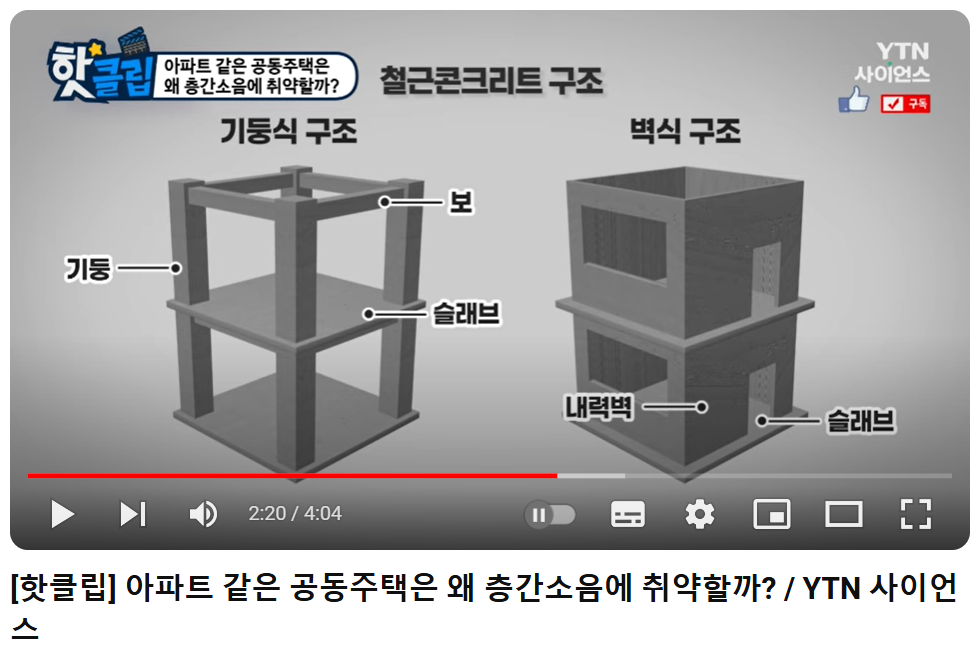 핫클립
아파트 같은 공동주택은
왜 층간소음에 취약할까?
YTN
사이언스
구독
철근콘크리트 구조
기둥식 구조
벽식 구조
보
기둥
슬래브
내력벽
슬래브
2:20 / 4:04
[핫클립] 아파트 같은 공동주택은 왜 층간소음에 취약할까? / YTN 사이언
스